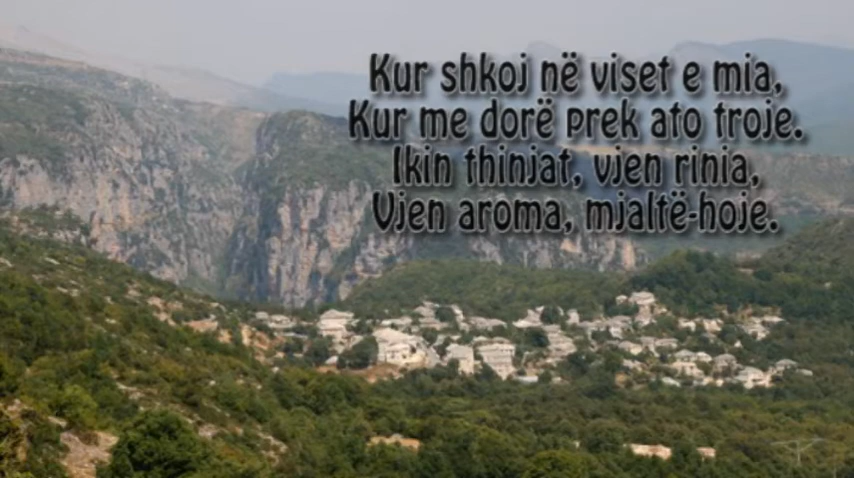 Kur shkoj në viset e mia,
Kur me dorë prek ato troje.
Ikin thinjat, vjen rinia,
Vjen aroma, mjaltë-hoje.